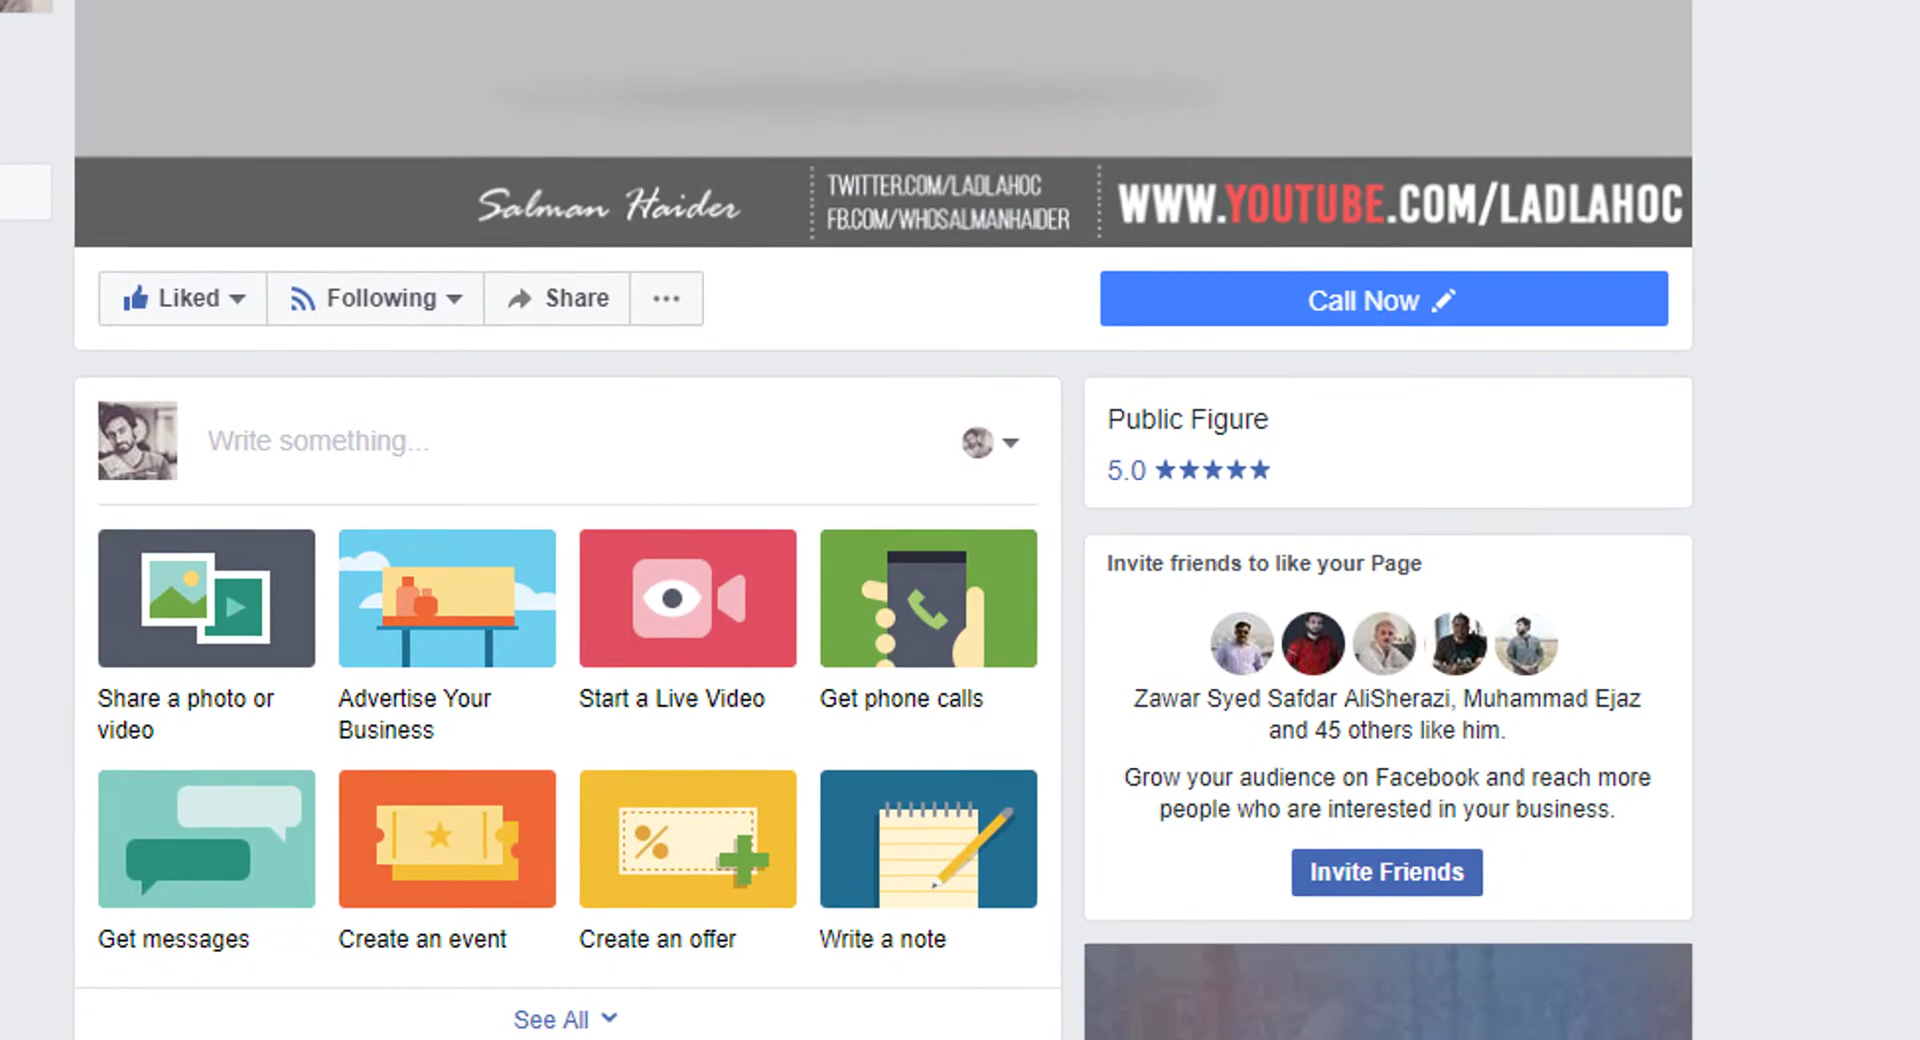 Salman Haider
TWITTER.COM/LADLAHOC
FB.COM/WHOSALMANHAIDER
WWW.YOUTUBE.COM/LADLAHOC
Liked
Following
Share
Call Now
Write something...
Public Figure
5.0
Share a photo or
video
Advertise Your
Business
Start a Live Video
Get phone calls
Get messages
Create an event
Create an offer
Write a note
See All
Invite friends to like your Page
Zawar Syed Safdar AliSherazi, Muhammad Ejaz
and 45 others like him.
Grow your audience on Facebook and reach more
people who are interested in your business.
Invite Friends